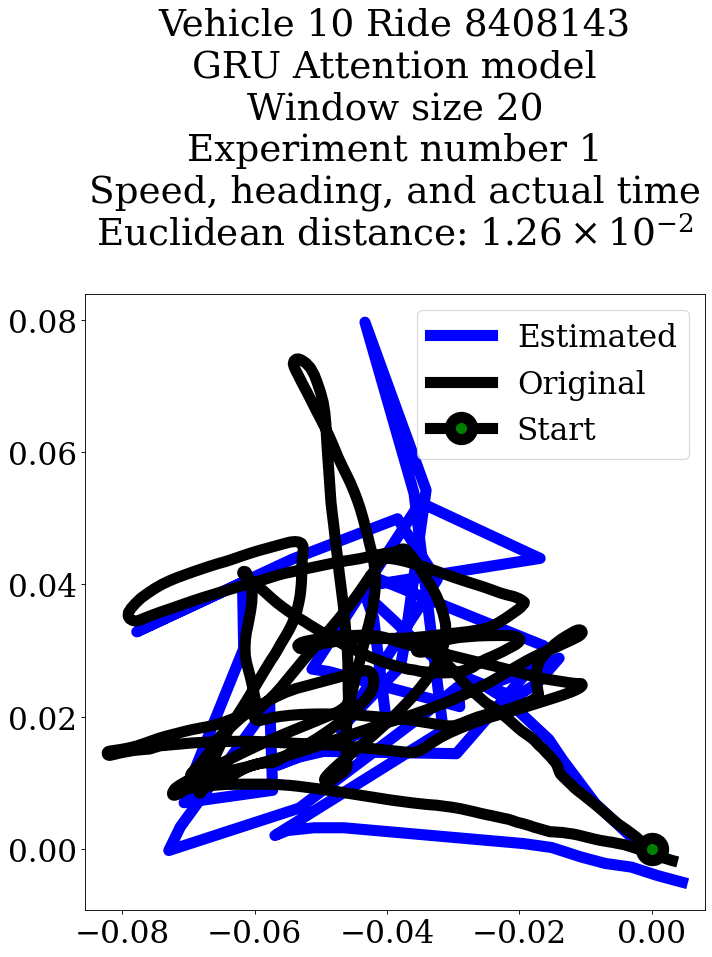 Vehicle 10 Ride 8408143
GRU Attention model
Window size 20
Experiment number 1
Speed, heading, and actual time
Euclidean distance: 1.26 × 10⁻²
Estimated
Original
Start
0.08
0.06
0.04
0.02
0.00
−0.08 −0.06 −0.04 −0.02 0.00